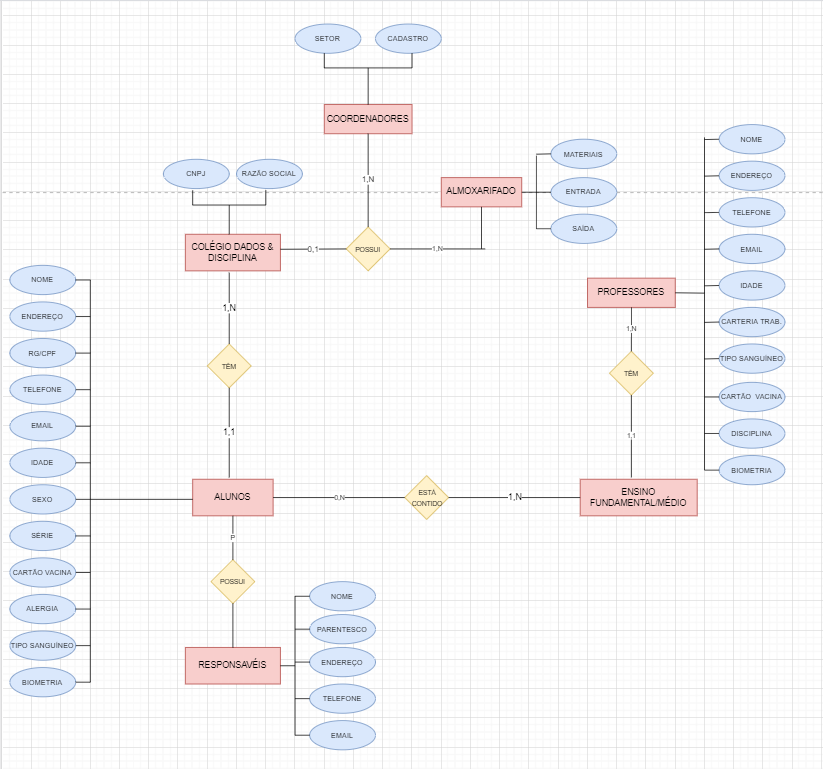 SETOR
CADASTRO
COORDENADORES
1,N
CNPJ
RAZÃO SOCIAL
COLÉGIO DADOS &
DISCIPLINA
0,1
POSSUI
1,N
ALMOXARIFADO
MATERIAIS
ENTRADA
SAÍDA
NOME
ENDEREÇO
TELEFONE
EMAIL
IDADE
CARTERIA TRAB.
TIPO SANGUÍNEO
CARTÃO VACINA
DISCIPLINA
BIOMETRIA
PROFESSORES
1,N
TÊM
1,1
ENSINO
FUNDAMENTAL/MÉDIO
1,N
TÊM
1,1
NOME
ENDEREÇO
RG/CPF
TELEFONE
EMAIL
IDADE
SEXO
SÉRIE
CARTÃO VACINA
ALERGIA
TIPO SANGUÍNEO
BIOMETRIA
ALUNOS
0,N
ESTÁ
CONTIDO
1,N
P
POSSUI
RESPONSAVÉIS
NOME
PARENTESCO
ENDEREÇO
TELEFONE
EMAIL